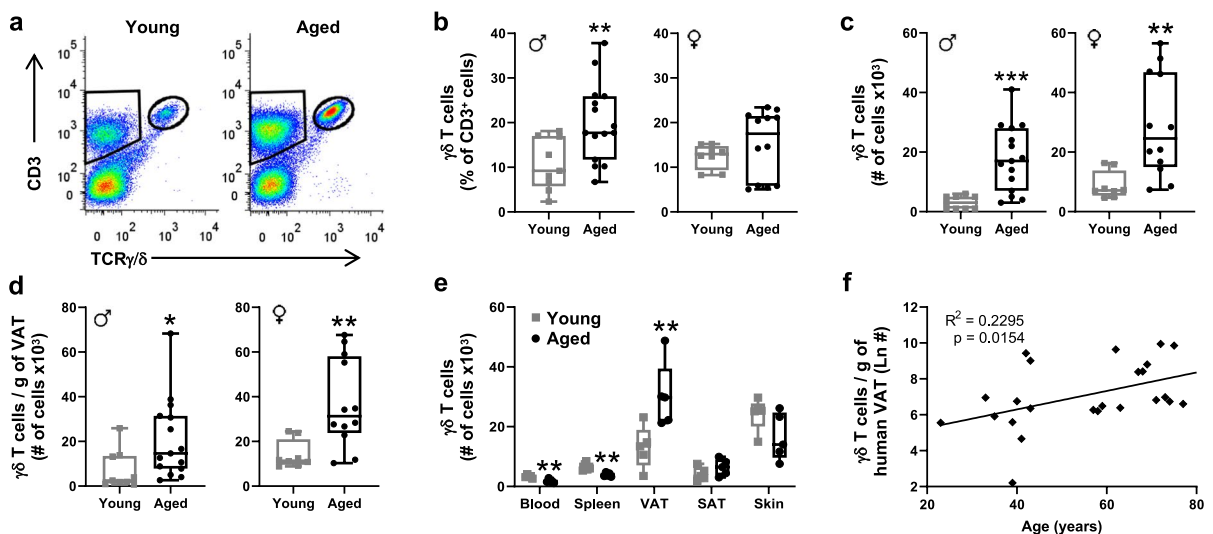 a
Young
Aged
CD3
10⁵
10⁴
10³
10²
0
0 10² 10³ 10⁴
0 10² 10³ 10⁴
TCRγ/δ
b
γδ T cells
(% of CD3⁺ cells)
40
30
20
10
0
♂
**
Young Aged
40
30
20
10
0
♀
Young Aged
c
γδ T cells
(# of cells x10³)
60
40
20
0
♂
***
Young Aged
60
40
20
0
♀
**
Young Aged
d
γδ T cells / g of VAT
(# of cells x10³)
80
60
40
20
0
♂
*
Young Aged
80
60
40
20
0
♀
**
Young Aged
e
γδ T cells
(# of cells x10³)
80
60
40
20
0
Young
Aged
**
**
**
Blood Spleen VAT SAT Skin
f
γδ T cells / g of
human VAT (Ln #)
12
10
8
6
4
2
0
R² = 0.2295
p = 0.0154
20 40 60 80
Age (years)